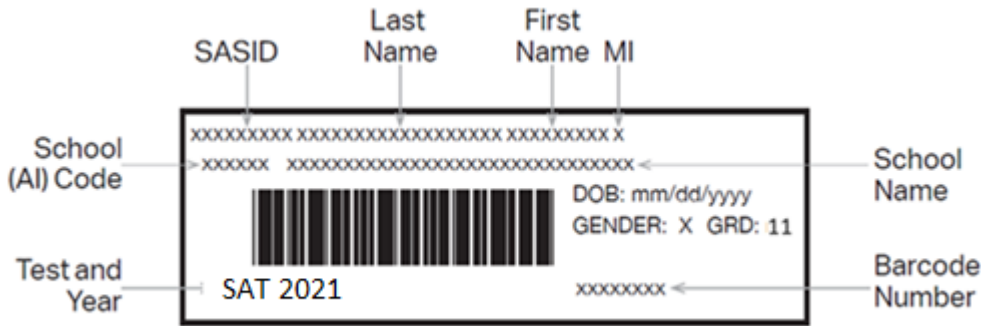 SASID
Last
Name
First
Name MI
School
(AI) Code
XXXXXXXXX XXXXXXXXXXXXXXXXXX XXXXXXXXX X
XXXXXX XXXXXXXXXXXXXXXXXXXXXXXXXXXXXXX
School
Name
DOB: mm/dd/yyyy
GENDER: X GRD: 11
Test and
Year
SAT 2021
XXXXXXXX
Barcode
Number